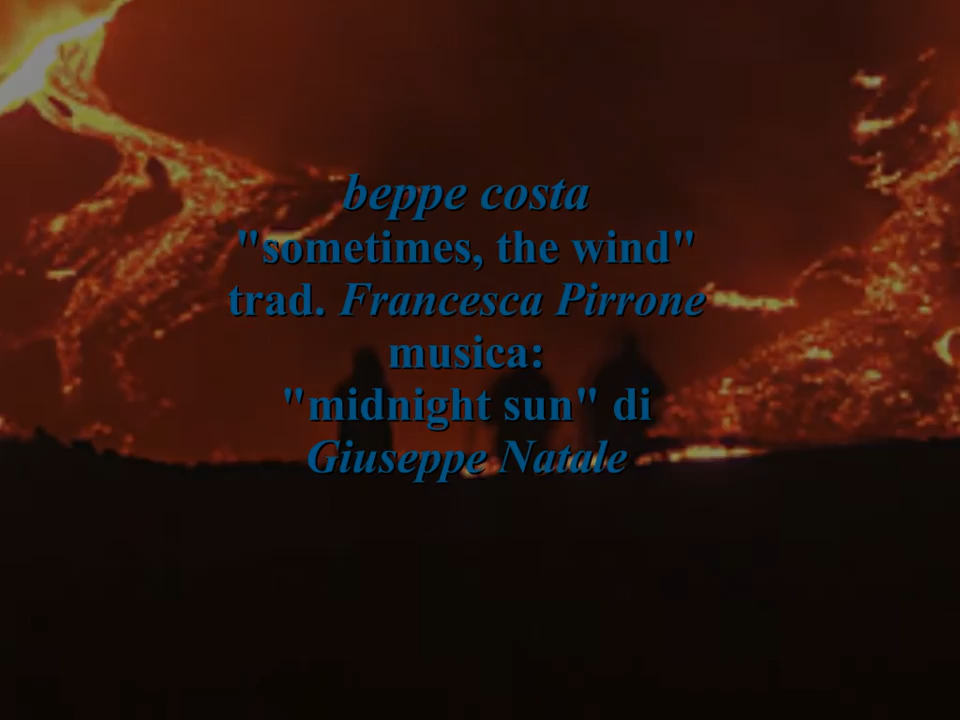 beppe costa
"sometimes, the wind"
trad. Francesca Pirrone
musica:
"midnight sun" di
Giuseppe Natale